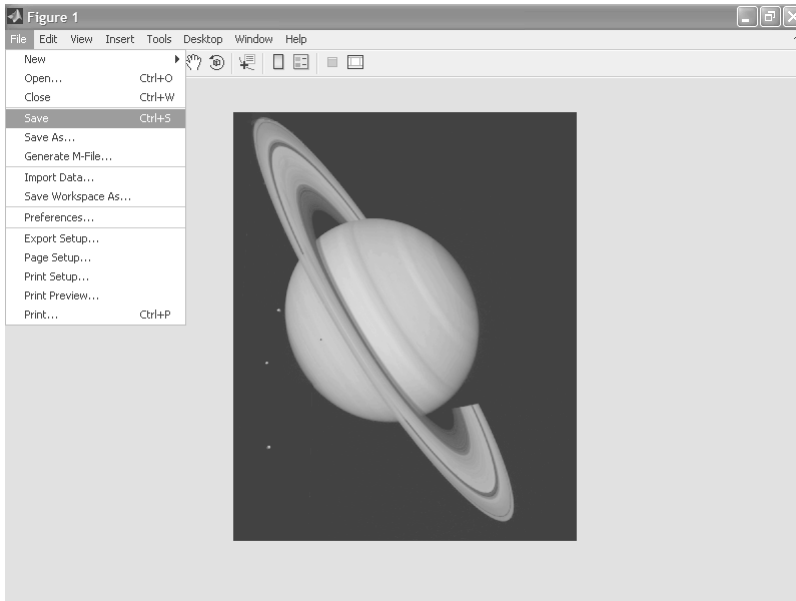 Figure 1
File Edit View Insert Tools Desktop Window Help
New
Open... Ctrl+O
Close Ctrl+W
Save Ctrl+S
Save As...
Generate M-File...
Import Data...
Save Workspace As...
Preferences...
Export Setup...
Page Setup...
Print Setup...
Print Preview...
Print... Ctrl+P